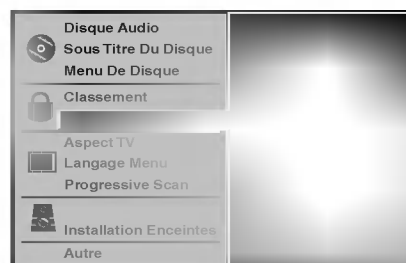 Disque Audio
Sous Titre Du Disque
Menu De Disque
Classement
Aspect TV
Langage Menu
Progressive Scan
Installation Enceintes
Autre